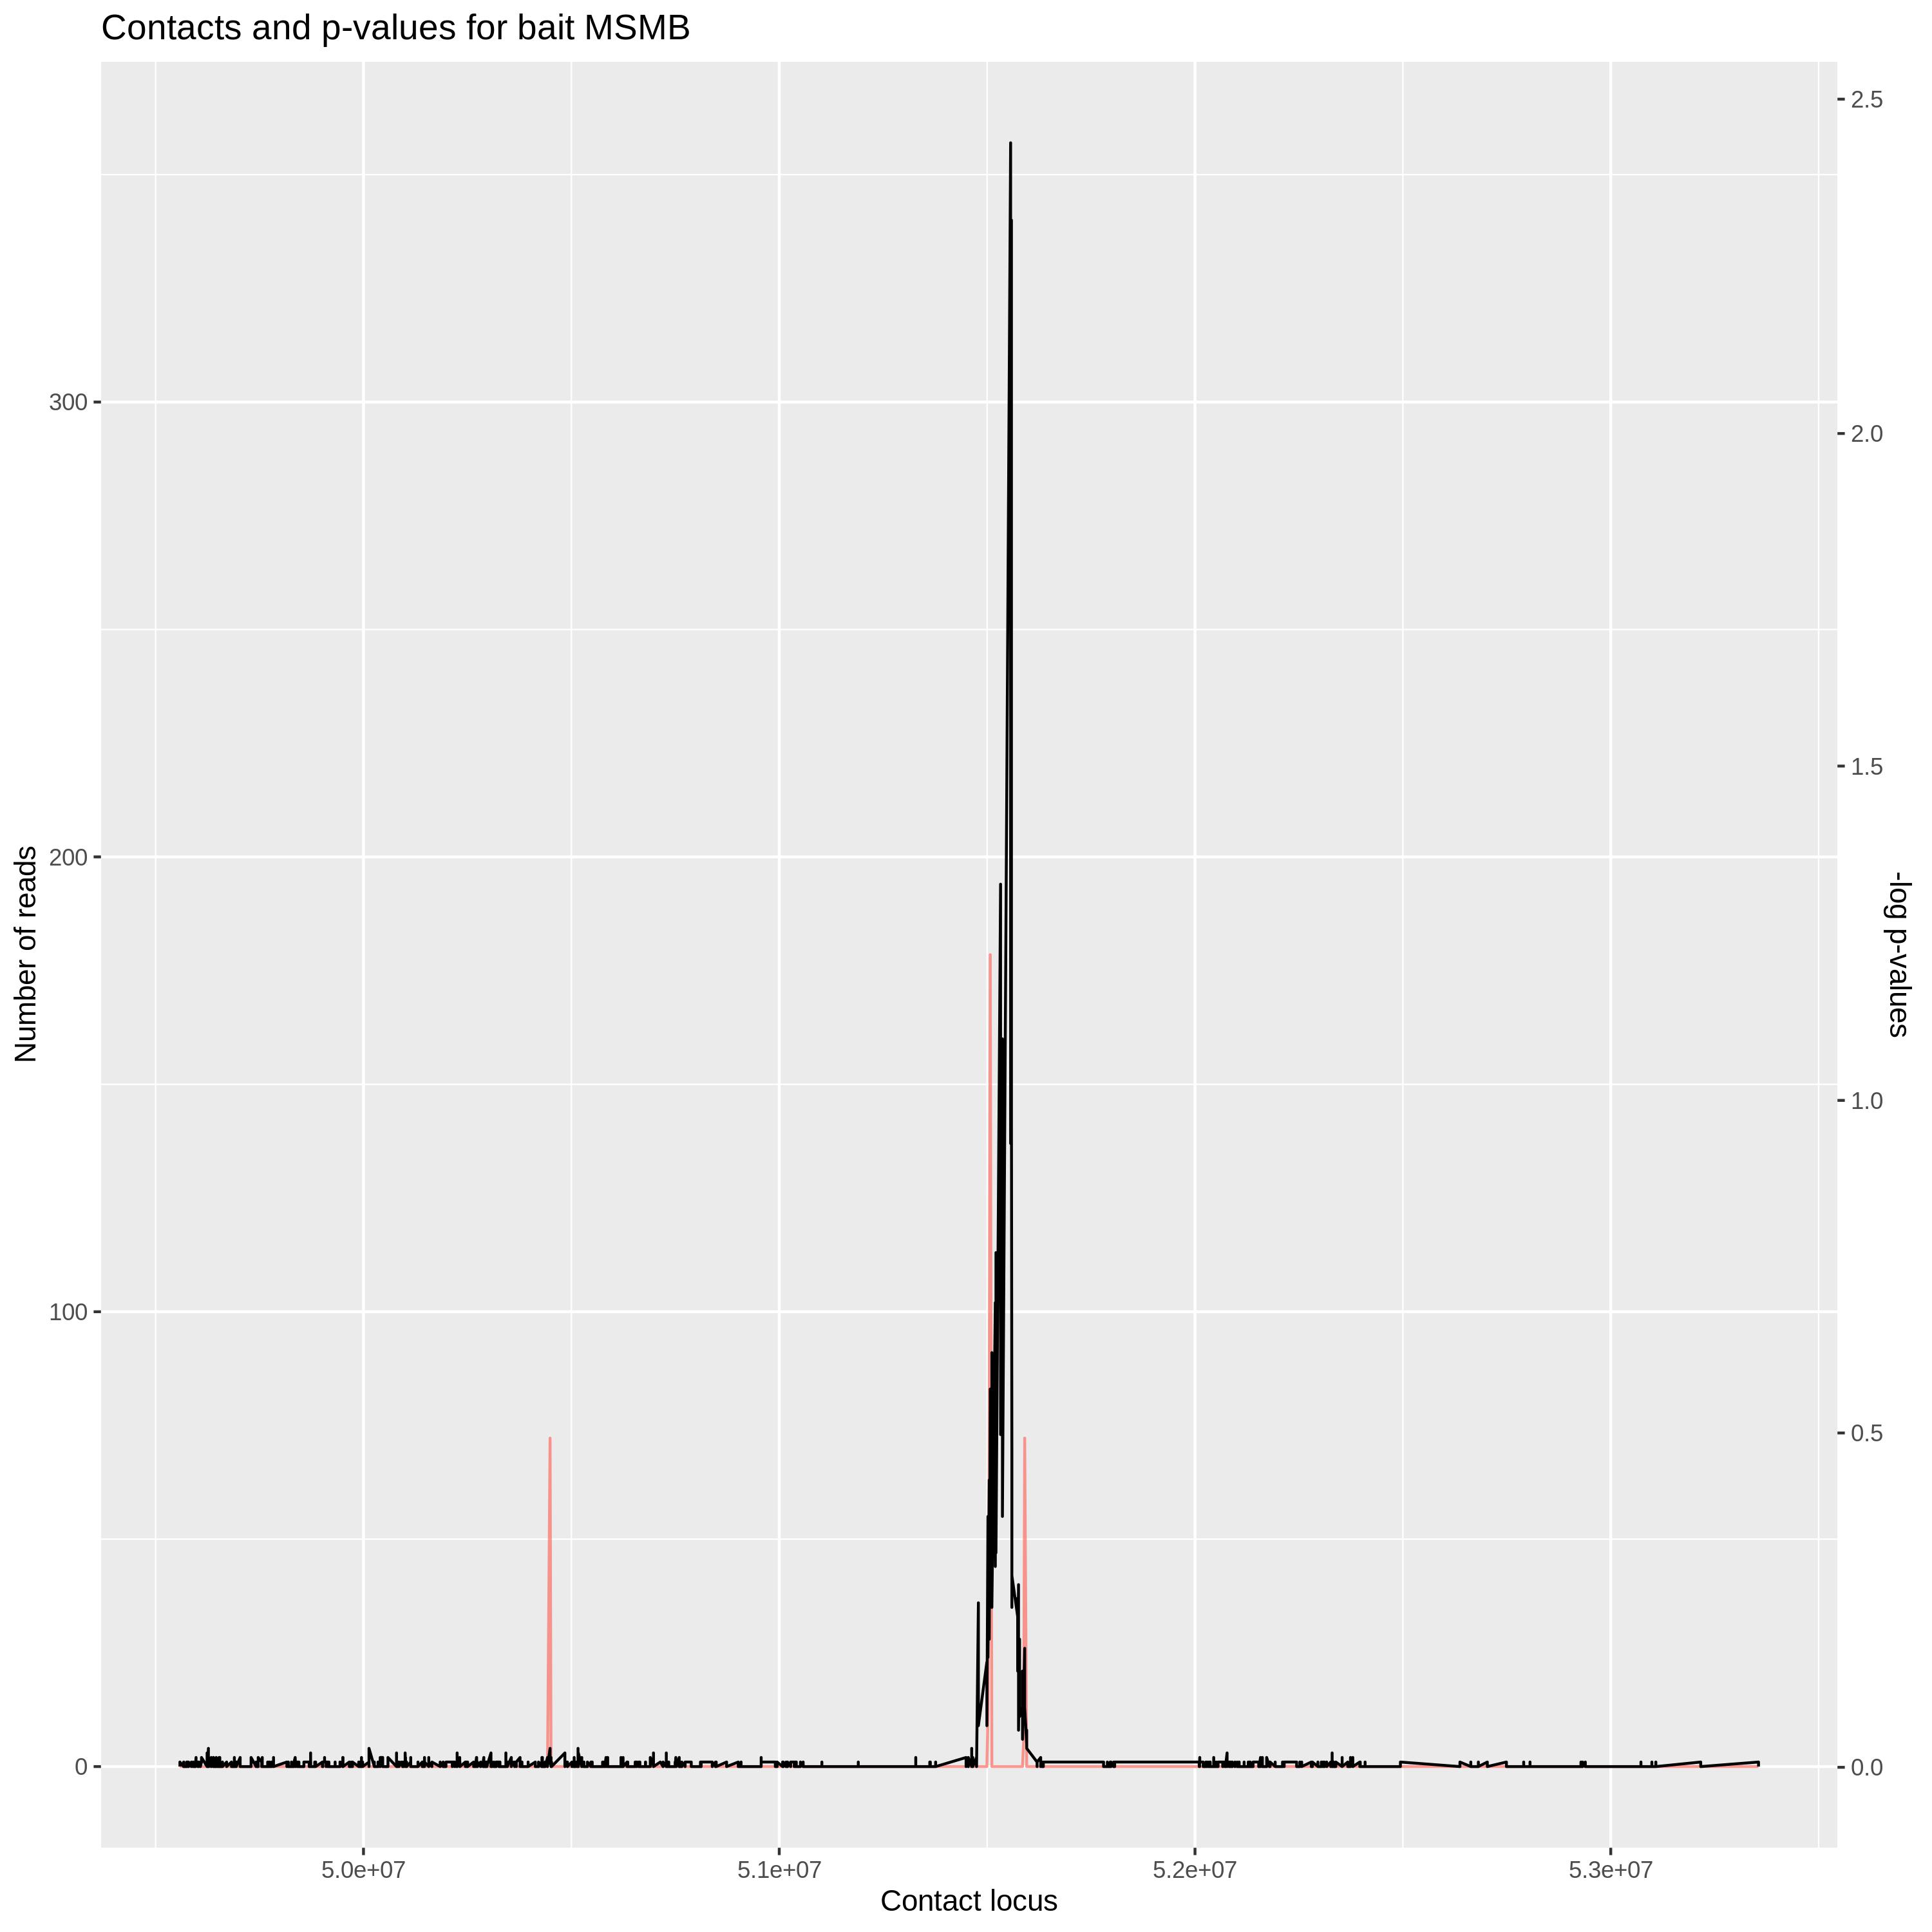 Contacts and p-values for bait MSMB
Number of reads
300
200
100
0
2.5
2.0
1.5
1.0
0.5
0.0
-log p-values
5.0e+07 5.1e+07 5.2e+07 5.3e+07
Contact locus